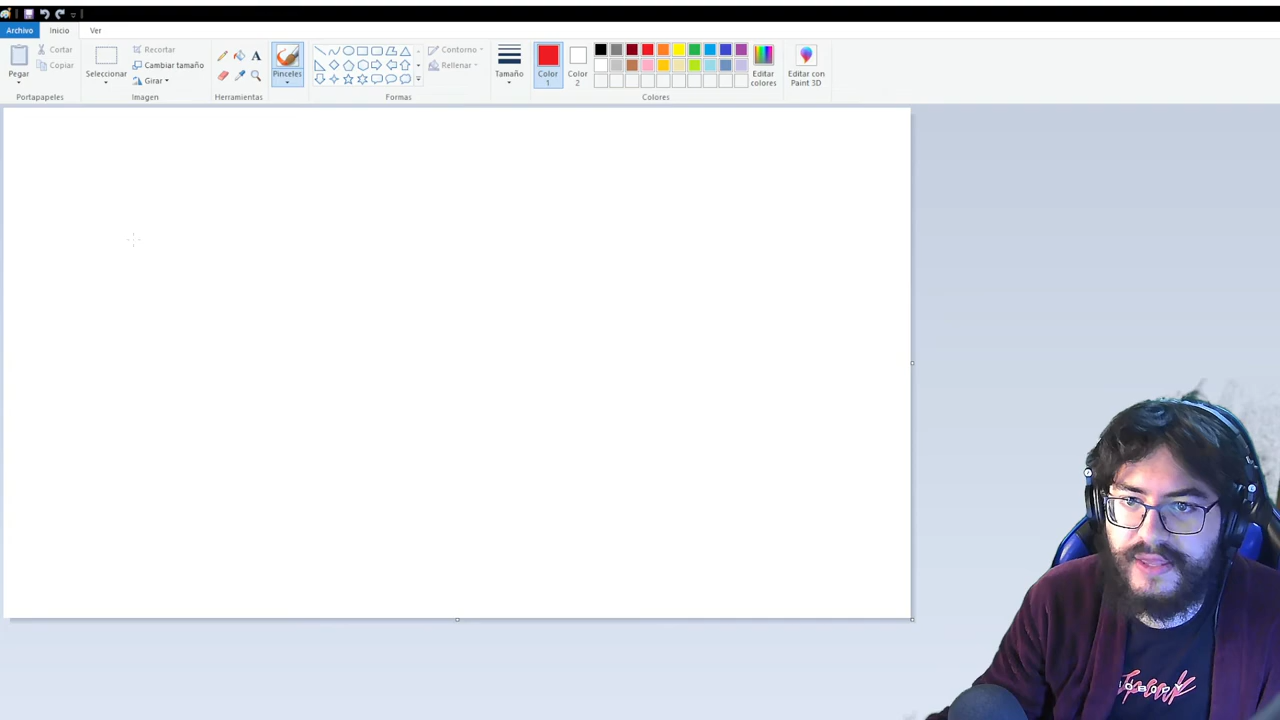 Archivo Inicio Ver
Pegar
Cortar
Copiar
Portapapeles
Seleccionar
Recortar
Cambiar tamaño
Girar
Imagen
A
Herramientas
Pinceles
Contorno
Rellenar
Formas
Tamaño
Color
1
Color
2
Editar
colores
Colores
Editar con
Paint 3D